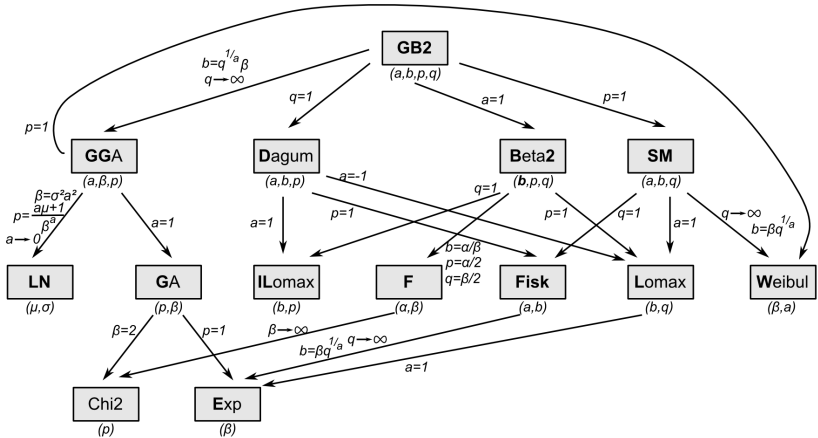 GB2
(a,b,p,q)
b=q^1/a β
q→∞
q=1
a=1
p=1
p=1
GGA
(a,β,p)
Dagum
(a,b,p)
Beta2
(b,p,q)
SM
(a,b,q)
β=σ²a²
p=aμ+1/β^a
a→0
a=1
a=1
a=-1
p=1
q=1
p=1
q=1
a=1
q→∞
b=βq^1/a
b=α/β
p=α/2
q=β/2
LN
(μ,σ)
GA
(p,β)
ILomax
(b,p)
F
(α,β)
Fisk
(a,b)
Lomax
(b,q)
Weibul
(β,a)
β=2
p=1
β→∞
b=βq^1/a q→∞
a=1
Chi2
(p)
Exp
(β)